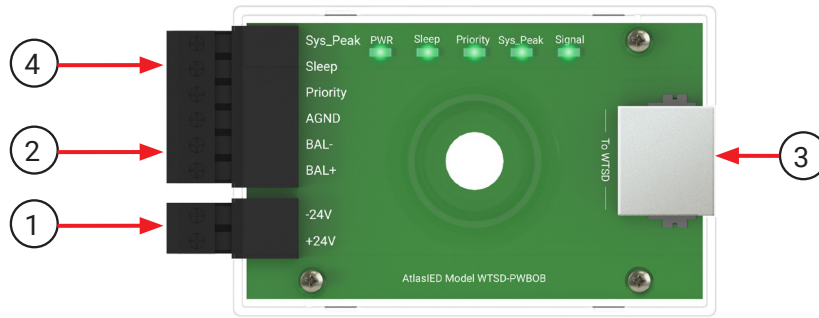 Sys_Peak PWR Sleep Priority Sys_Peak Signal
4
Sleep
Priority
AGND
2
BAL-
BAL+
To WTSD
3
1
-24V
+24V
AtlasIED Model WTSD-PWBOB